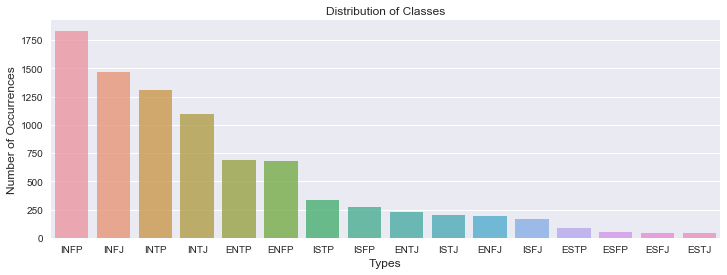 Distribution of Classes
Number of Occurrences
1750
1500
1250
1000
750
500
250
0
INFP INFJ INTP INTJ ENTP ENFP ISTP ISFP ENTJ ISTJ ENFJ ISFJ ESTP ESFP ESFJ ESTJ
Types